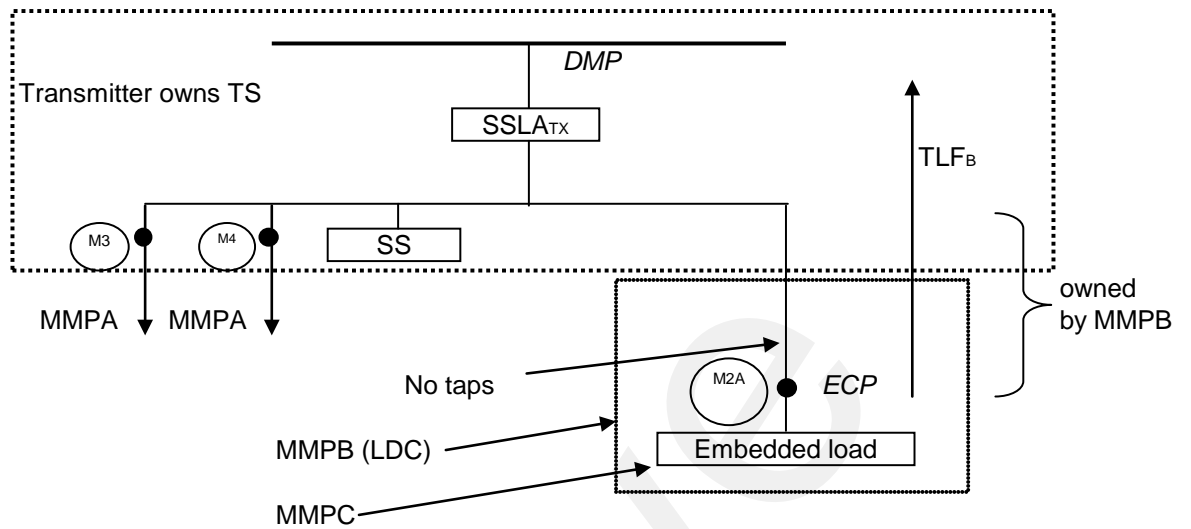 DMP
Transmitter owns TS
SSLATX
TLFB
M3
M4
SS
MMPA
MMPA
owned
by MMPB
No taps
M2A
ECP
MMPB (LDC)
Embedded load
MMPC